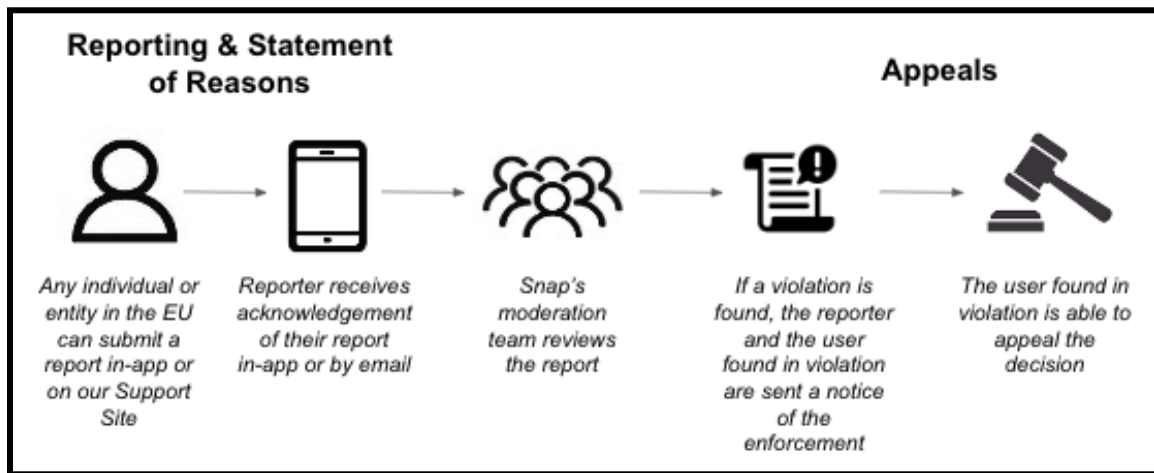 Reporting & Statement
of Reasons
Appeals
Any individual or
entity in the EU
can submit a
report in-app or
on our Support
Site
Reporter receives
acknowledgement
of their report
in-app or by email
Snap's
moderation
team reviews
the report
If a violation is
found, the reporter
and the user
found in violation
are sent a notice
of the
enforcement
The user found in
violation is able to
appeal the
decision